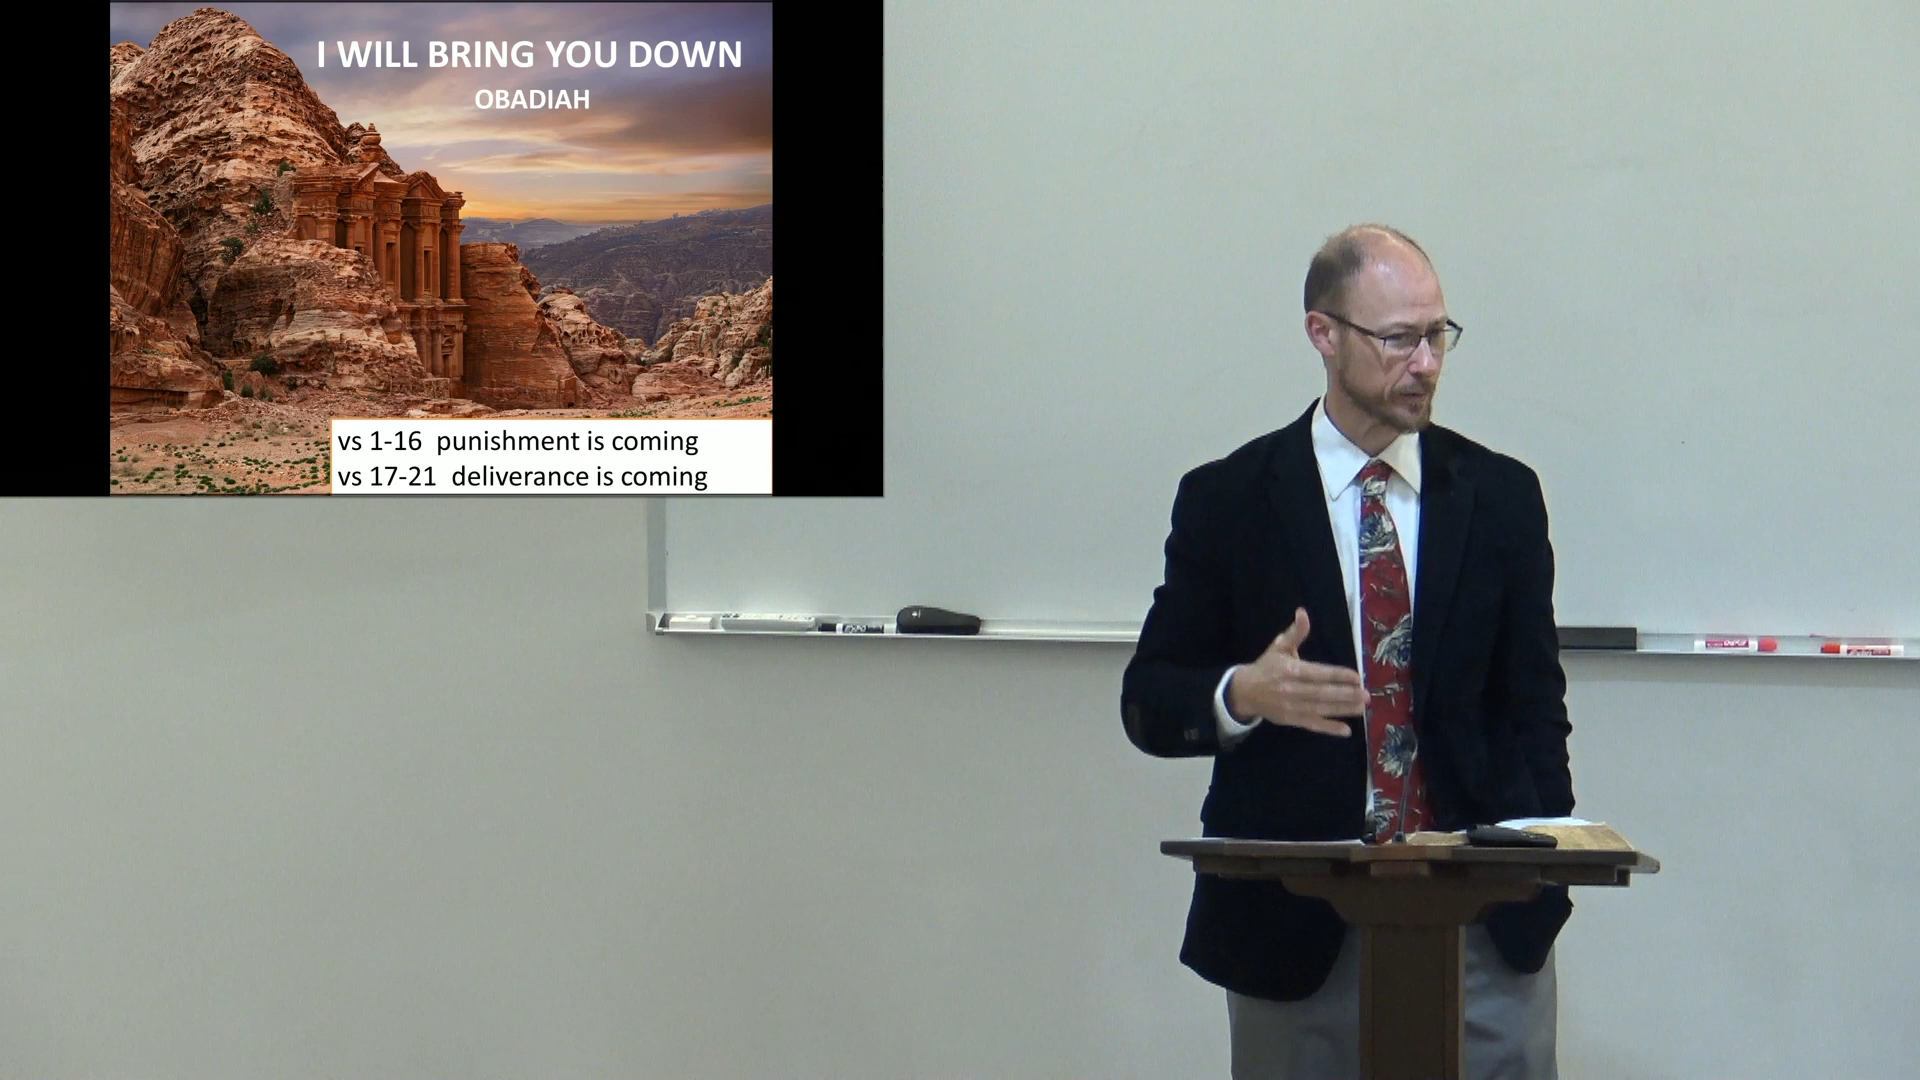 I WILL BRING YOU DOWN
OBADIAH
vs 1-16 punishment is coming
vs 17-21 deliverance is coming